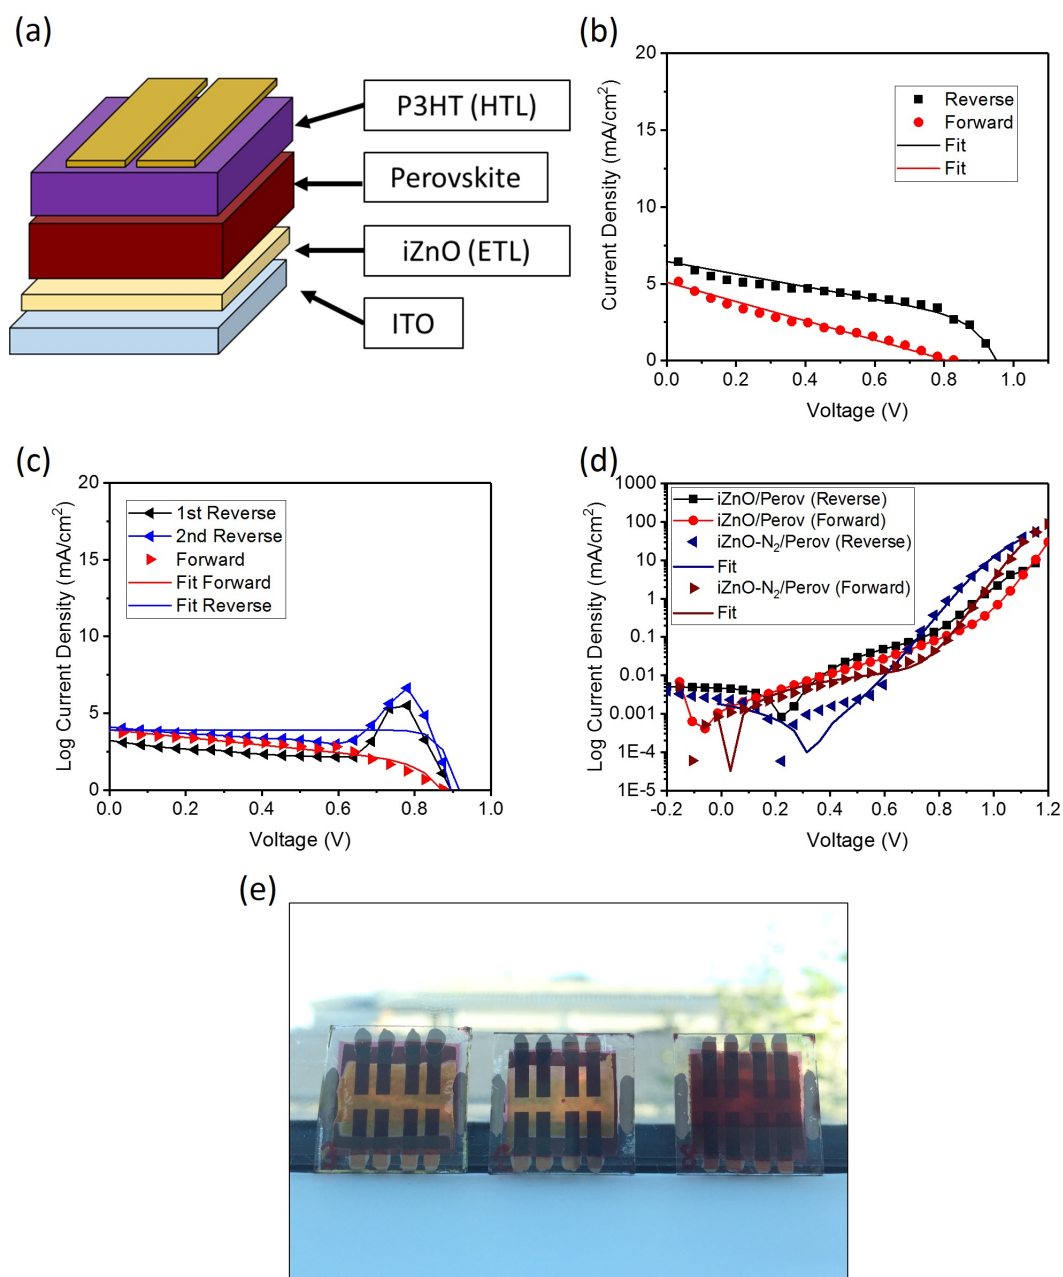 (a)
P3HT (HTL)
Perovskite
iZnO (ETL)
ITO
(b)
Current Density (mA/cm²)
20
15
10
5
0
0.0 0.2 0.4 0.6 0.8 1.0
Voltage (V)
Reverse
Forward
Fit
Fit
(c)
Log Current Density (mA/cm²)
20
15
10
5
0
0.0 0.2 0.4 0.6 0.8 1.0
Voltage (V)
1st Reverse
2nd Reverse
Forward
Fit Forward
Fit Reverse
(d)
Log Current Density (mA/cm²)
1000
100
10
1
0.1
0.01
0.001
1E-4
1E-5
-0.2 0.0 0.2 0.4 0.6 0.8 1.0 1.2
Voltage (V)
iZnO/Perov (Reverse)
iZnO/Perov (Forward)
iZnO-N₂/Perov (Reverse)
Fit
iZnO-N₂/Perov (Forward)
Fit
(e)